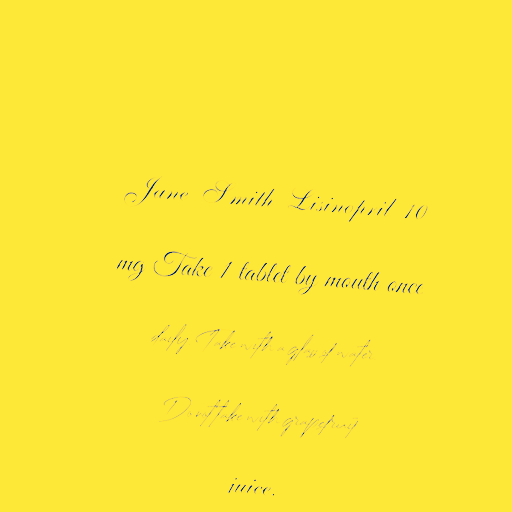 Jane Smith Lisinopril 10
mg Take 1 tablet by mouth once
daily Take with a glass of water
Do not take with grapefruit
juice.